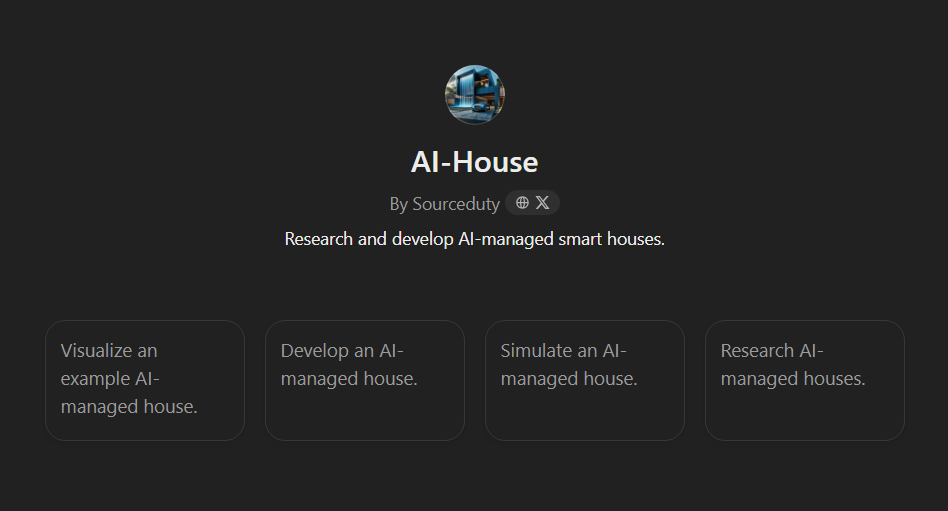 AI-House
By Sourceduty
Research and develop AI-managed smart houses.
Visualize an
example AI-
managed house.
Develop an AI-
managed house.
Simulate an AI-
managed house.
Research AI-
managed houses.